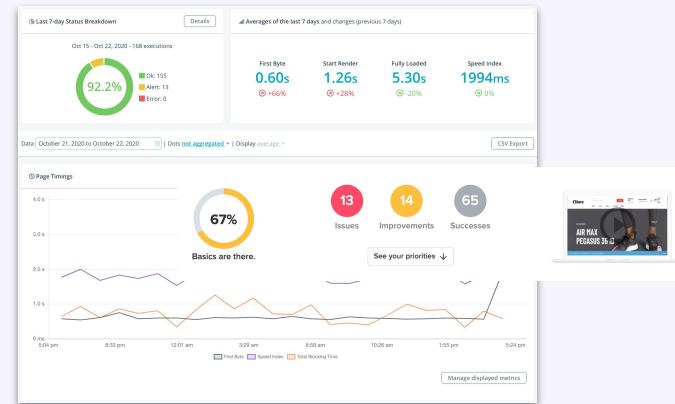 Last 7-day Status Breakdown
Details
Averages of the last 7 days and changes (previous 7 days)
Oct 15 - Oct 22, 2020 - 168 executions
92.2%
Ok: 155
Alert: 13
Error: 0
First Byte
Start Render
Fully Loaded
Speed Index
0.60s
1.26s
5.30s
1994ms
+66%
+28%
-20%
0%
Data October 21, 2020 to October 22, 2020 | Dots not aggregated | Display average
CSV Export
Page Timings
4.0 s
3.0 s
2.0 s
1.0 s
0 ms
67%
Basics are there.
13
14
65
Issues
Improvements
Successes
See your priorities ↓
AIR MAX
PEGASUS 35
5:04 pm
8:32 pm
12:01 am
3:29 am
6:58 am
10:26 am
1:55 pm
5:24 pm
First Byte
Speed Index
Total Blocking Time
Manage displayed metrics